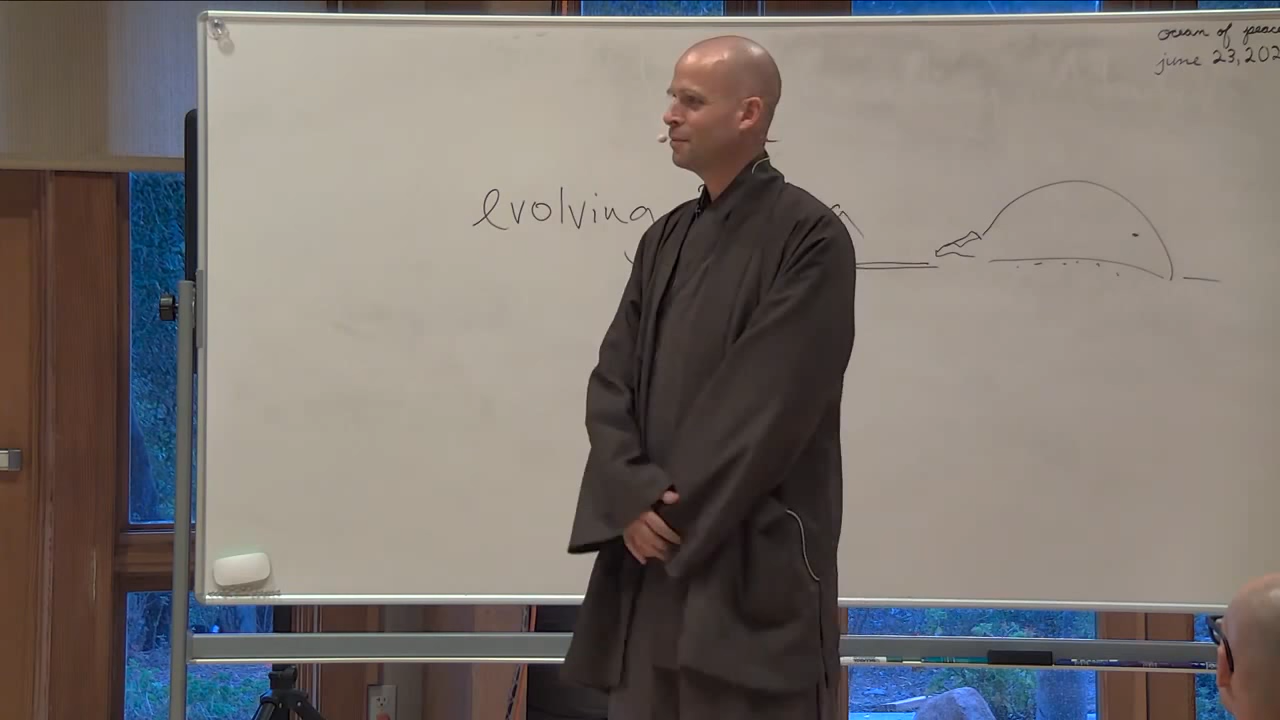 ocean of peace
june 23, 202
evolving